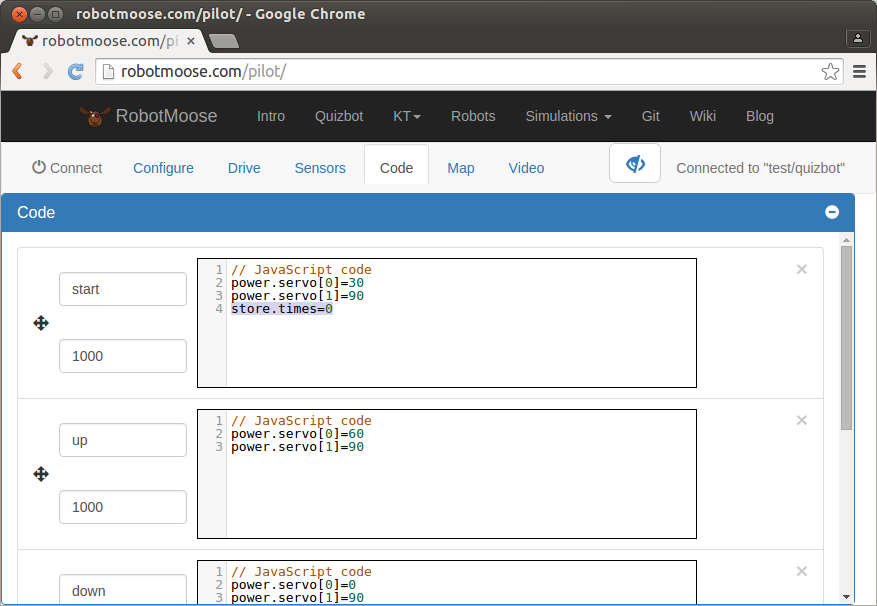 robotmoose.com/pilot/ - Google Chrome
robotmoose.com/pi
robotmoose.com/pilot/
RobotMoose Intro Quizbot KT Robots Simulations Git Wiki Blog
Connect Configure Drive Sensors Code Map Video Connected to "test/quizbot"
Code
start
1000
1 // JavaScript code
2 power.servo[0]=30
3 power.servo[1]=90
4 store.times=0
up
1000
1 // JavaScript code
2 power.servo[0]=60
3 power.servo[1]=90
down
1 // JavaScript code
2 power.servo[0]=0
3 power.servo[1]=90